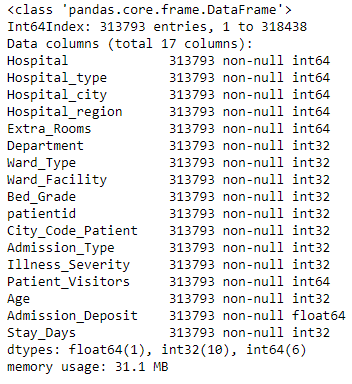 <class 'pandas.core.frame.DataFrame'>
Int64Index: 313793 entries, 1 to 318438
Data columns (total 17 columns):
Hospital              313793 non-null int64
Hospital_type         313793 non-null int64
Hospital_city         313793 non-null int64
Hospital_region       313793 non-null int64
Extra_Rooms           313793 non-null int64
Department            313793 non-null int32
Ward_Type             313793 non-null int32
Ward_Facility         313793 non-null int32
Bed_Grade             313793 non-null int32
patientid             313793 non-null int32
City_Code_Patient     313793 non-null int32
Admission_Type        313793 non-null int32
Illness_Severity      313793 non-null int32
Patient_Visitors      313793 non-null int64
Age                   313793 non-null int32
Admission_Deposit     313793 non-null float64
Stay_Days             313793 non-null int32
dtypes: float64(1), int32(10), int64(6)
memory usage: 31.1 MB